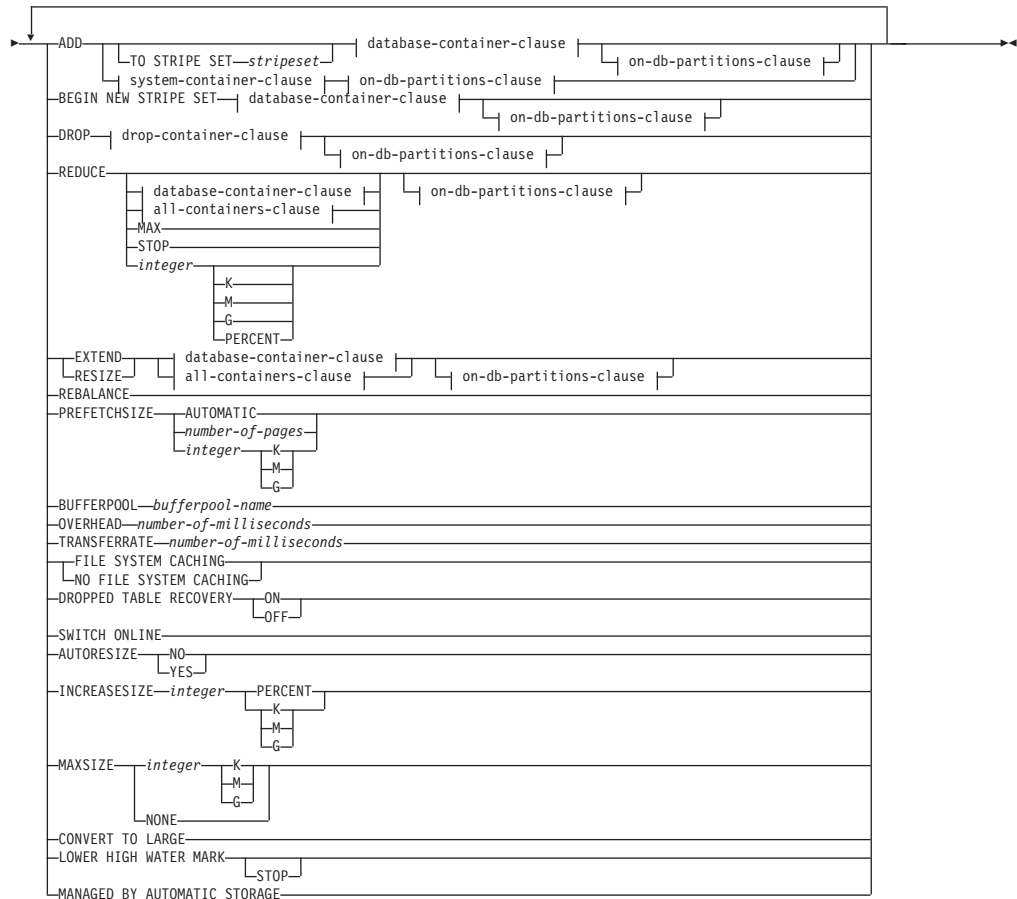 ADD database-container-clause
TO STRIPE SET stripeset on-db-partitions-clause
system-container-clause on-db-partitions-clause
BEGIN NEW STRIPE SET database-container-clause
on-db-partitions-clause
DROP drop-container-clause
on-db-partitions-clause
REDUCE
database-container-clause on-db-partitions-clause
all-containers-clause
MAX
STOP
integer
K
M
G
PERCENT
EXTEND database-container-clause
RESIZE all-containers-clause on-db-partitions-clause
REBALANCE
PREFETCHSIZE AUTOMATIC
number-of-pages
integer K
M
G
BUFFERPOOL bufferpool-name
OVERHEAD number-of-milliseconds
TRANSFERRATE number-of-milliseconds
FILE SYSTEM CACHING
NO FILE SYSTEM CACHING
DROPPED TABLE RECOVERY ON
OFF
SWITCH ONLINE
AUTORESIZE NO
YES
INCREASESIZE integer PERCENT
K
M
G
MAXSIZE integer K
M
G
NONE
CONVERT TO LARGE
LOWER HIGH WATER MARK
STOP
MANAGED BY AUTOMATIC STORAGE